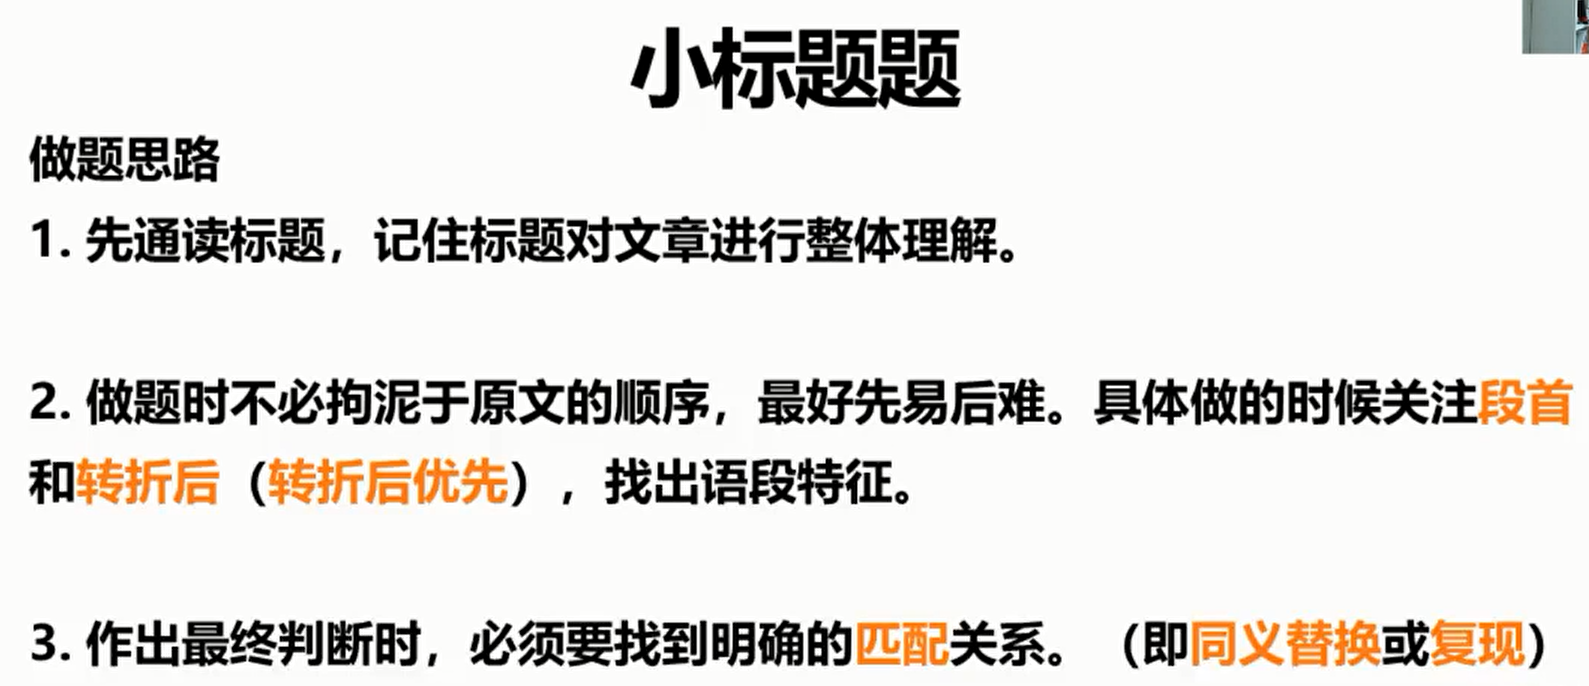 小标题题
做题思路
1. 先通读标题，记住标题对文章进行整体理解。
2. 做题时不必拘泥于原文的顺序，最好先易后难。具体做的时候关注段首
和转折后（转折后优先），找出语段特征。
3. 作出最终判断时，必须要找到明确的匹配关系。（即同义替换或复现）